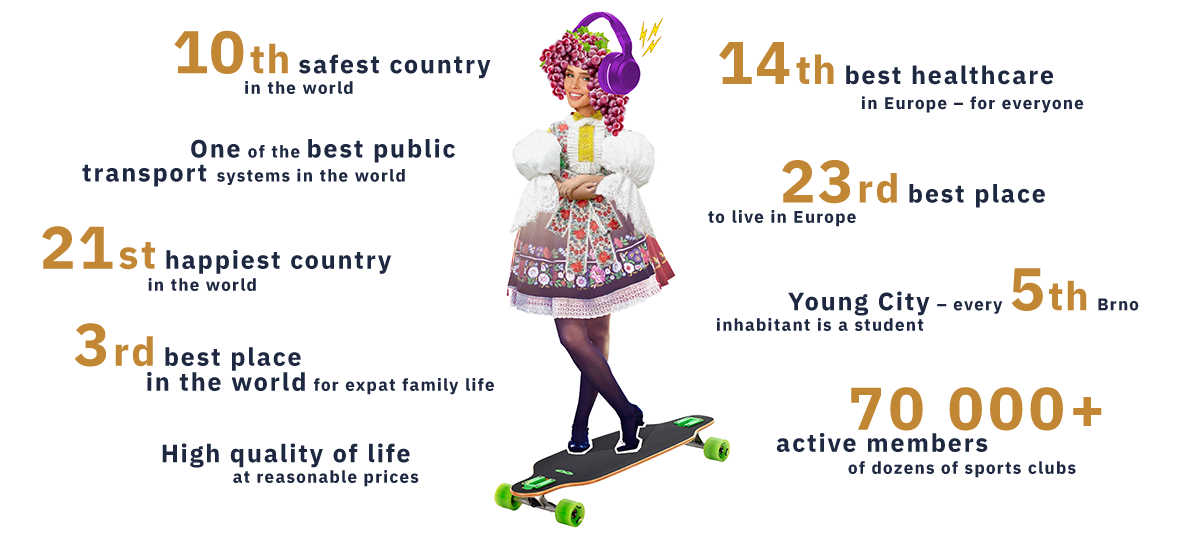 10th safest country
in the world
One of the best public
transport systems in the world
21st happiest country
in the world
3rd best place
in the world for expat family life
High quality of life
at reasonable prices
14th best healthcare
in Europe – for everyone
23rd best place
to live in Europe
Young City – every 5th Brno
inhabitant is a student
70 000+
active members
of dozens of sports clubs